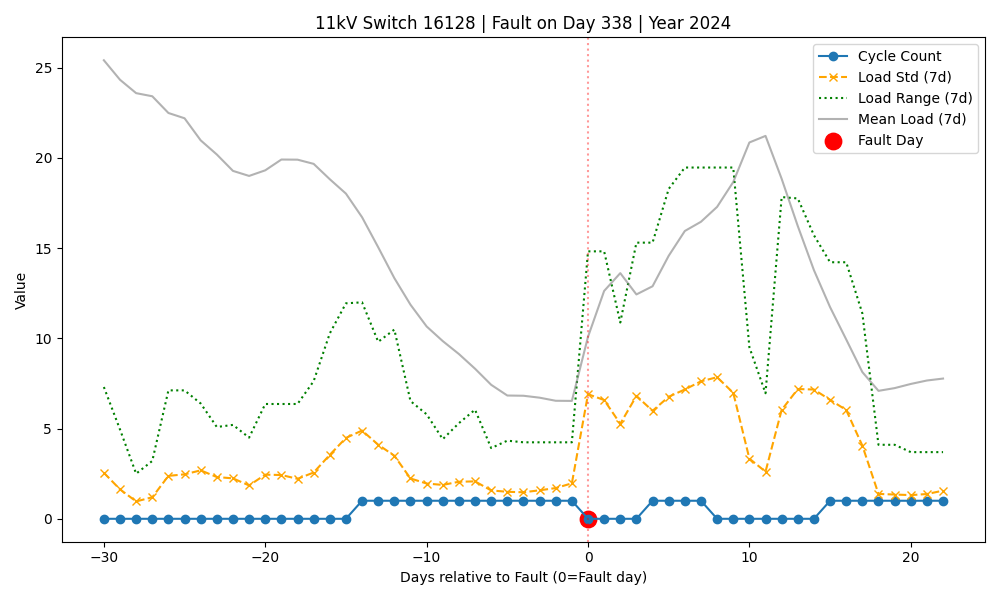 11kV Switch 16128 | Fault on Day 338 | Year 2024
Cycle Count
Load Std (7d)
Load Range (7d)
Mean Load (7d)
Fault Day
Value
25
20
15
10
5
0
−30
−20
−10
0
10
20
Days relative to Fault (0=Fault day)